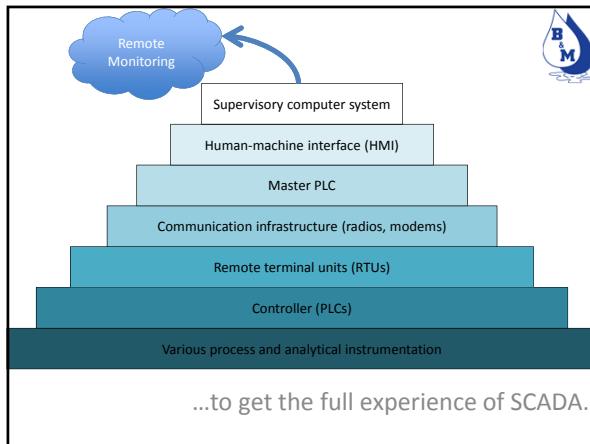 Remote
Monitoring
B
&
M
Supervisory computer system
Human-machine interface (HMI)
Master PLC
Communication infrastructure (radios, modems)
Remote terminal units (RTUs)
Controller (PLCs)
Various process and analytical instrumentation
…to get the full experience of SCADA.